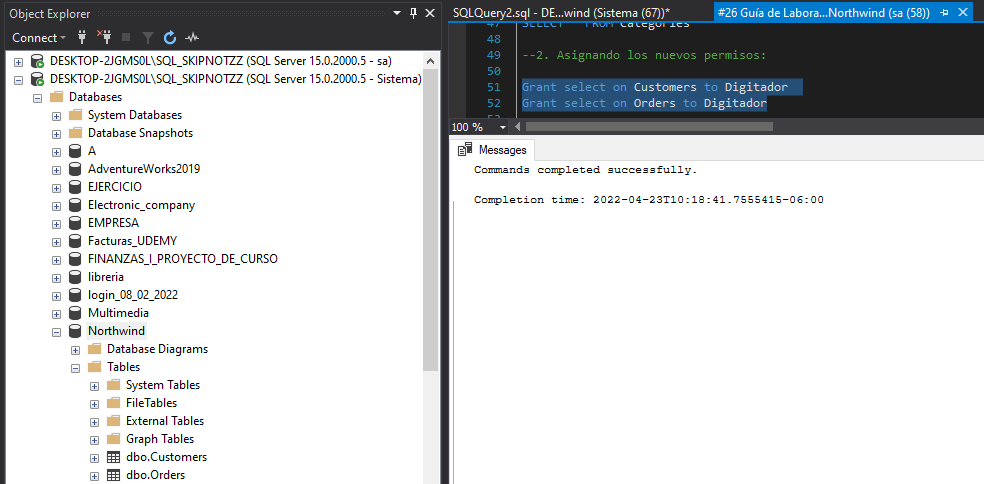 Object Explorer
Connect
DESKTOP-2JGMS0L\SQL_SKIPNOTZZ (SQL Server 15.0.2000.5 - sa)
DESKTOP-2JGMS0L\SQL_SKIPNOTZZ (SQL Server 15.0.2000.5 - Sistema)
Databases
System Databases
Database Snapshots
A
AdventureWorks2019
EJERCICIO
Electronic_company
EMPRESA
Facturas_UDEMY
FINANZAS_I_PROYECTO_DE_CURSO
libreria
login_08_02_2022
Multimedia
Northwind
Database Diagrams
Tables
System Tables
FileTables
External Tables
Graph Tables
dbo.Customers
dbo.Orders
SQLQuery2.sql - DE...wind (Sistema (67))*
#26 Guía de Labora...Northwind (sa (58))
47 SELECT * FROM Categories
48
49 --2. Asignando los nuevos permisos:
50
51 Grant select on Customers to Digitador
52 Grant select on Orders to Digitador
100 %
Messages
Commands completed successfully.
Completion time: 2022-04-23T10:18:41.7555415-06:00